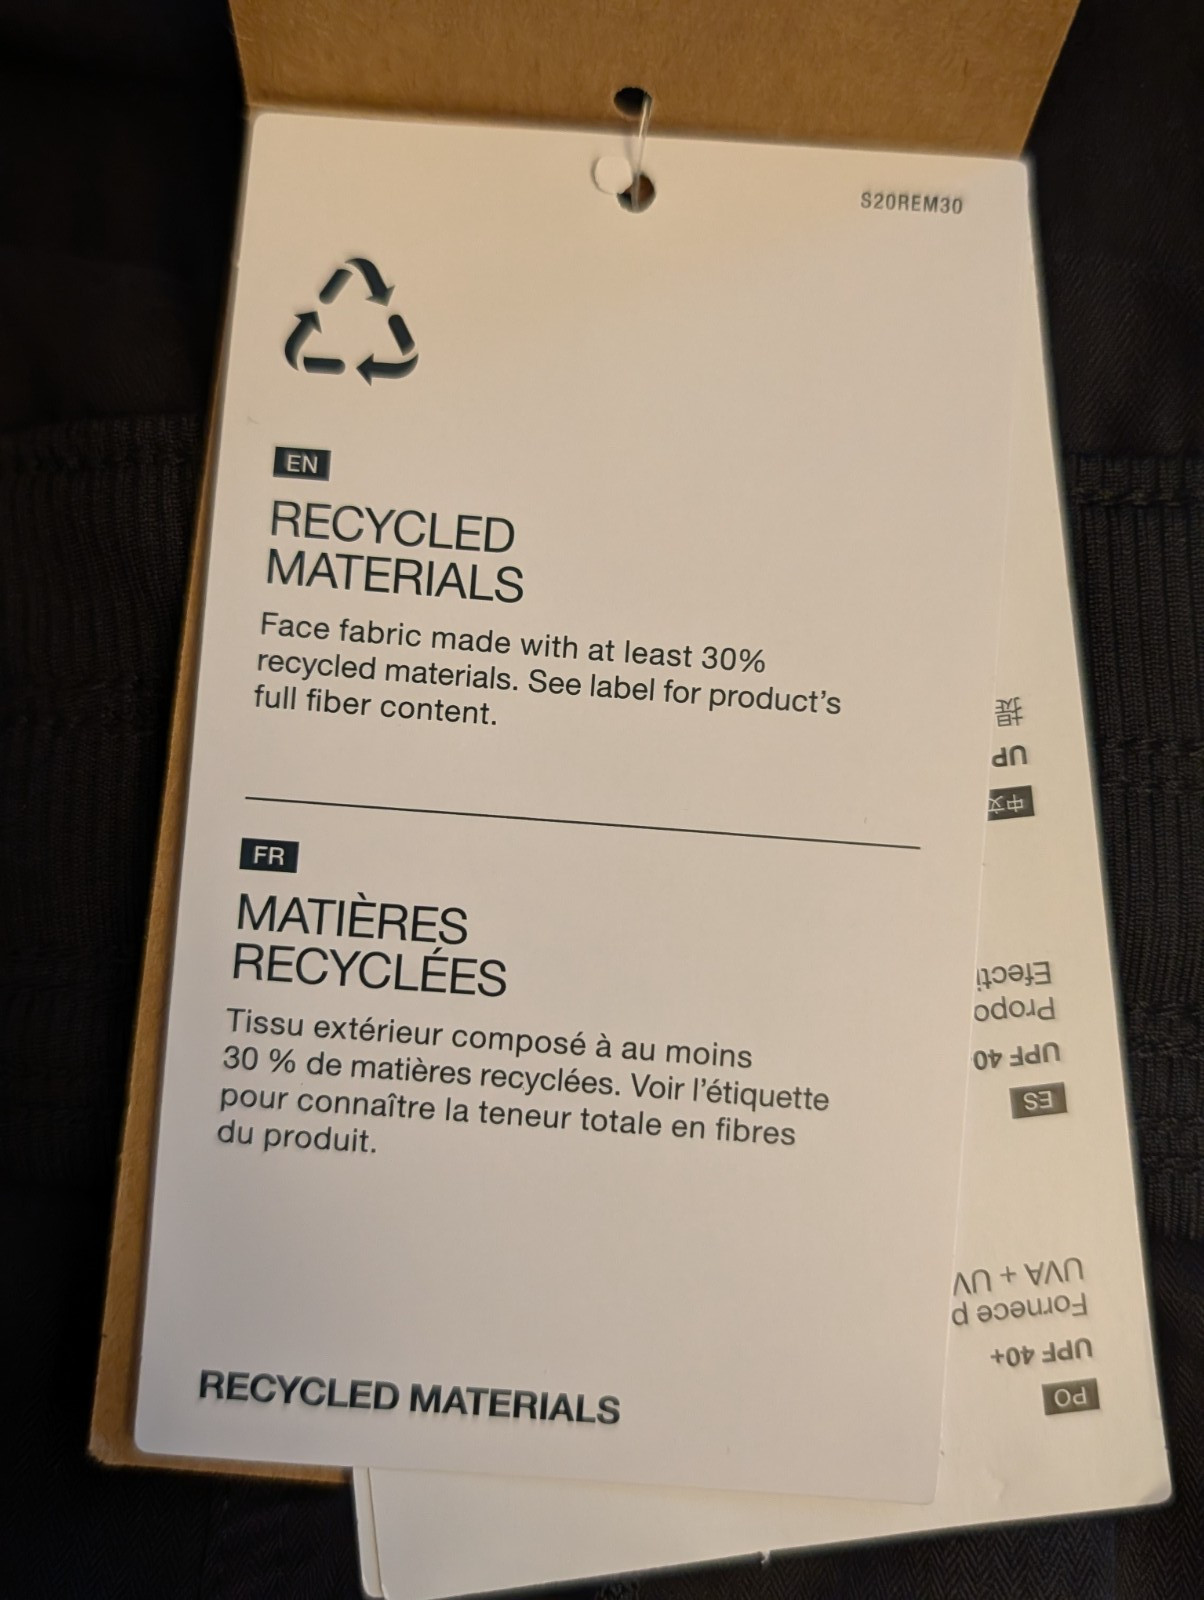 S20REM30
EN
RECYCLED
MATERIALS
Face fabric made with at least 30%
recycled materials. See label for product's
full fiber content.
FR
MATIÈRES
RECYCLÉES
Tissu extérieur composé à au moins
30 % de matières recyclées. Voir l'étiquette
pour connaître la teneur totale en fibres
du produit.
RECYCLED MATERIALS
PO
UPF 40+
Fornece p
UVA + UV
ES
UPF 40
Propo
Efecti
中文
UP
提